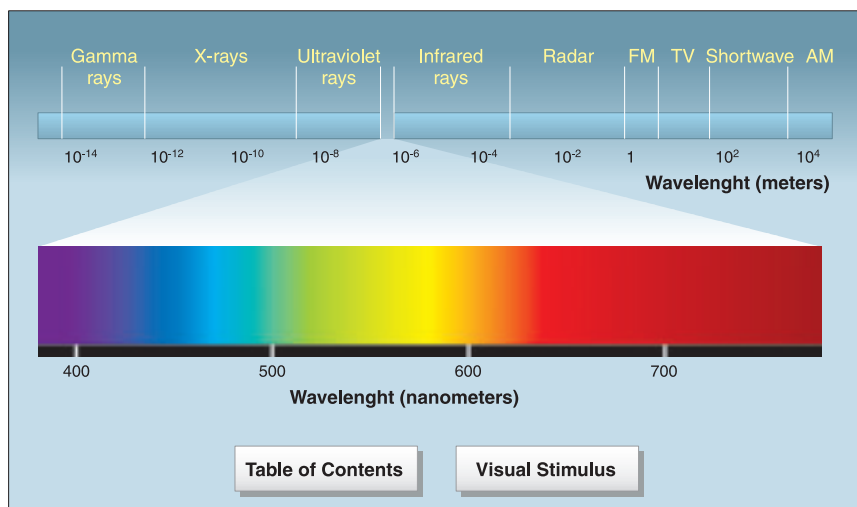 Gamma rays X-rays Ultraviolet rays Infrared rays Radar FM TV Shortwave AM
10⁻¹⁴ 10⁻¹² 10⁻¹⁰ 10⁻⁸ 10⁻⁶ 10⁻⁴ 10⁻² 1 10² 10⁴
Wavelenght (meters)
400 500 600 700
Wavelenght (nanometers)
Table of Contents Visual Stimulus